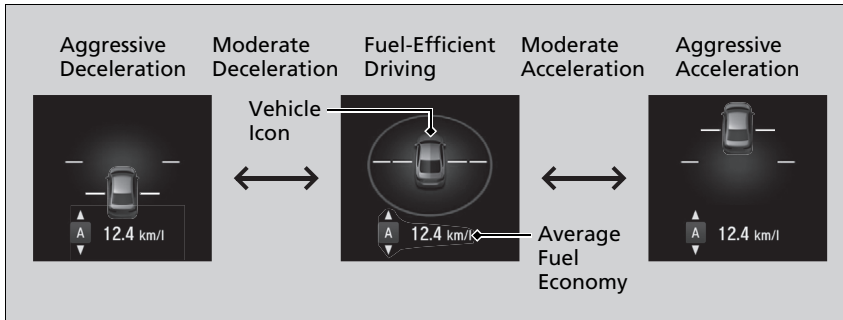 Aggressive
Deceleration
Moderate
Deceleration
Fuel-Efficient
Driving
Moderate
Acceleration
Aggressive
Acceleration
Vehicle
Icon
A 12.4 km/l
A 12.4 km/l
A 12.4 km/l
Average
Fuel
Economy